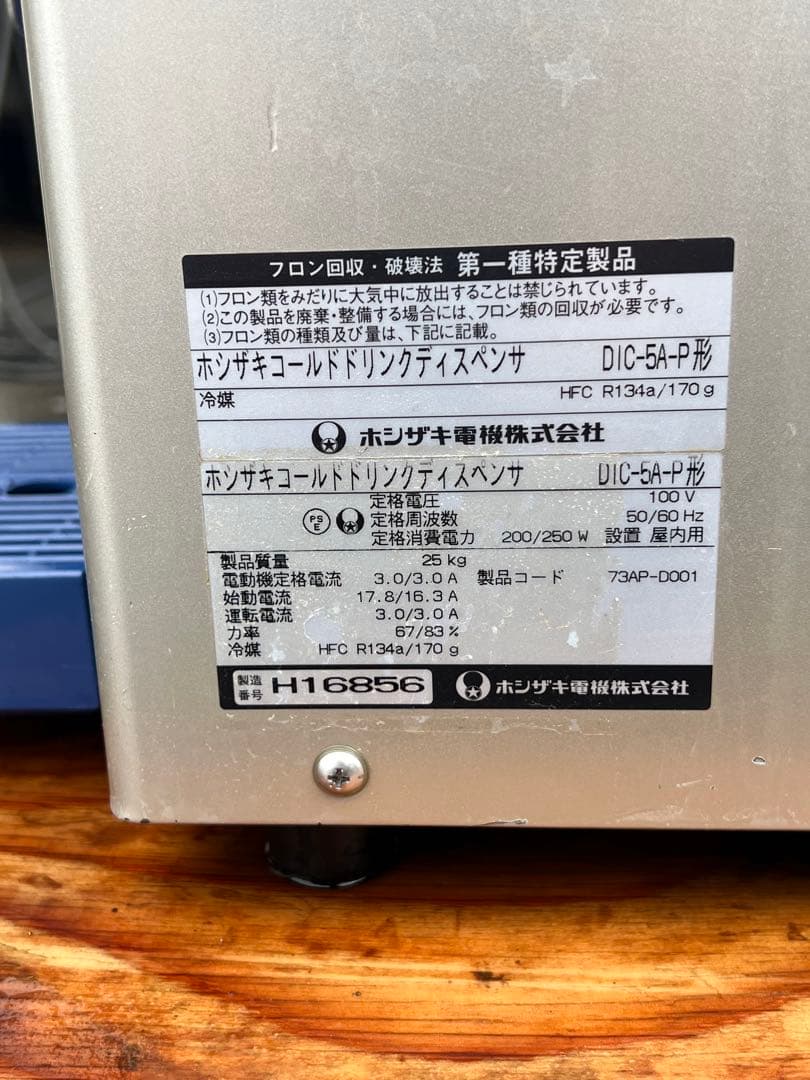 フロン回収・破壊法 第一種特定製品
(1)フロン類をみだりに大気中に放出することは禁じられています。
(2)この製品を廃棄・整備する場合には、フロン類の回収が必要です。
(3)フロン類の種類及び量は、下記に記載。
ホシザキコールドドリンクディスペンサ DIC-5A-P形
冷媒 HFC R134a/170g
ホシザキ電機株式会社
ホシザキコールドドリンクディスペンサ DIC-5A-P形
定格電圧 100 V
PSE 定格周波数 50/60 Hz
定格消費電力 200/250 W 設置 屋内用
製品質量 25 kg
電動機定格電流 3.0/3.0 A 製品コード 73AP-D001
始動電流 17.8/16.3 A
運転電流 3.0/3.0 A
力率 67/83 %
冷媒 HFC R134a/170 g
製造番号 H16856 ホシザキ電機株式会社